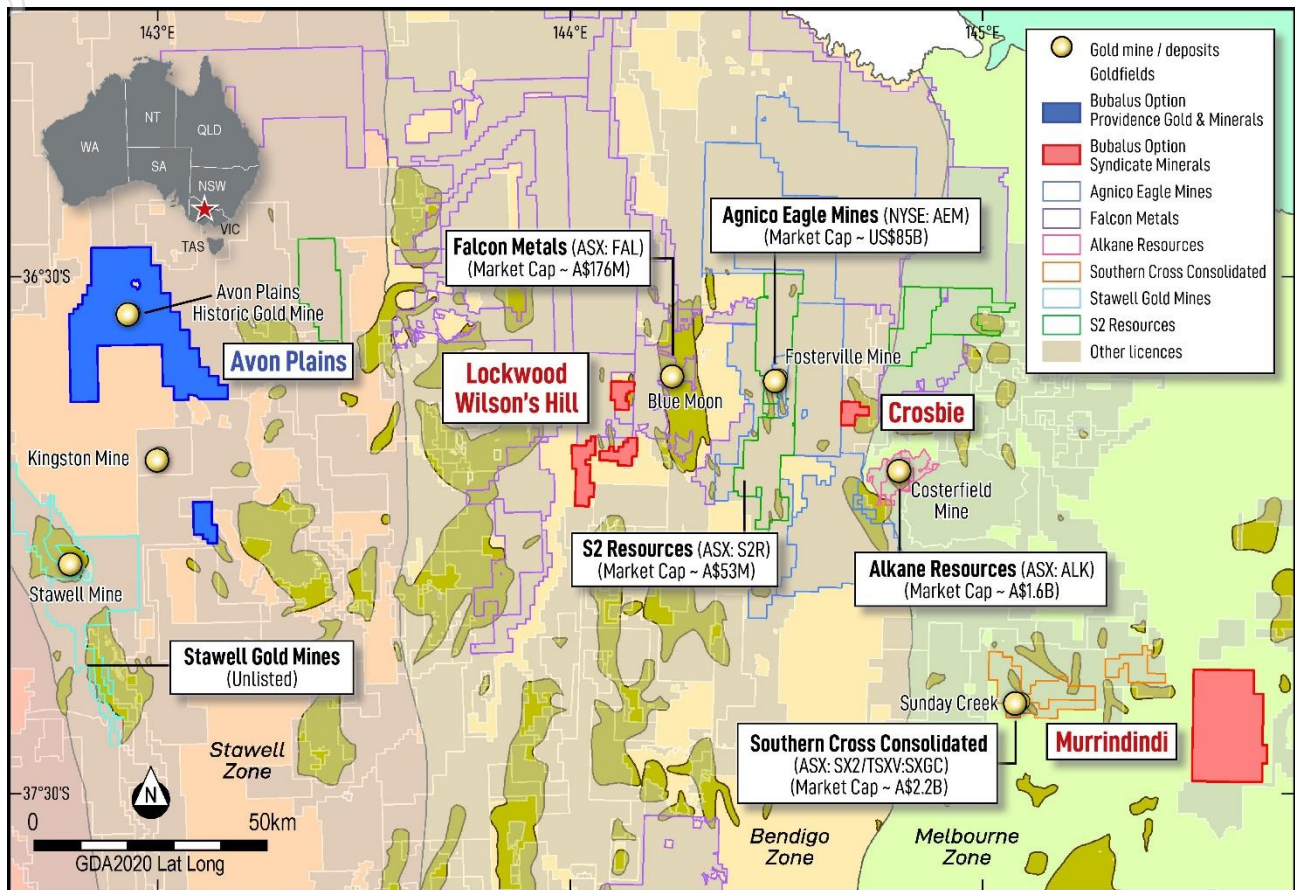 143°E
144°E
145°E
36°30'S
37°30'S
WA
NT
SA
QLD
NSW
VIC
TAS
Gold mine / deposits
Goldfields
Bubalus Option
Providence Gold & Minerals
Bubalus Option
Syndicate Minerals
Agnico Eagle Mines
Falcon Metals
Alkane Resources
Southern Cross Consolidated
Stawell Gold Mines
S2 Resources
Other licences
Agnico Eagle Mines (NYSE: AEM)
(Market Cap ~ US$85B)
Falcon Metals (ASX: FAL)
(Market Cap ~ A$176M)
Avon Plains
Historic Gold Mine
Avon Plains
Lockwood
Wilson's Hill
Blue Moon
Fosterville Mine
Crosbie
Kingston Mine
Costerfield
Mine
S2 Resources (ASX: S2R)
(Market Cap ~ A$53M)
Alkane Resources (ASX: ALK)
(Market Cap ~ A$1.6B)
Stawell Mine
Stawell Gold Mines
(Unlisted)
Sunday Creek
Murrindindi
Southern Cross Consolidated
(ASX: SX2/TSXV:SXGC)
(Market Cap ~ A$2.2B)
Stawell
Zone
Bendigo
Zone
Melbourne
Zone
N
0
50km
GDA2020 Lat Long